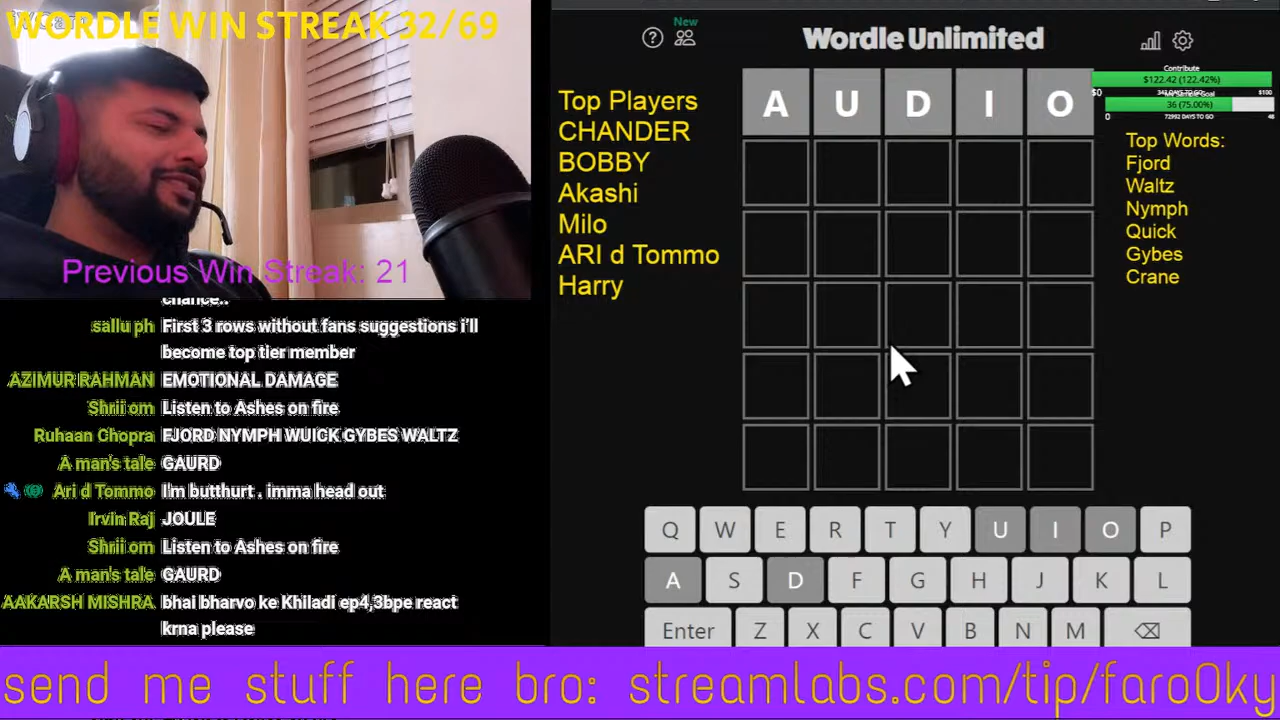 WORDLE WIN STREAK 32/69
Previous Win Streak: 21
chance..
sallu ph First 3 rows without fans suggestions i'll
become top tier member
AZIMUR RAHMAN EMOTIONAL DAMAGE
Shrii om Listen to Ashes on fire
Ruhaan Chopra FJORD NYMPH WUICK GYBES WALTZ
A man's tale GAURD
Ari d Tommo I'm butthurt . imma head out
Irvin Raj JOULE
Shrii om Listen to Ashes on fire
A man's tale GAURD
AAKARSH MISHRA bhai bharvo ke Khiladi ep4,3bpe react
krna please
New
Wordle Unlimited
Top Players
CHANDER
BOBBY
Akashi
Milo
ARI d Tommo
Harry
A U D I O
Contribute
$122.42 (122.42%)
$0 $100
36 (75.00%)
0 48
Top Words:
Fjord
Waltz
Nymph
Quick
Gybes
Crane
Q W E R T Y U I O P
A S D F G H J K L
Enter Z X C V B N M
send me stuff here bro: streamlabs.com/tip/faro0ky